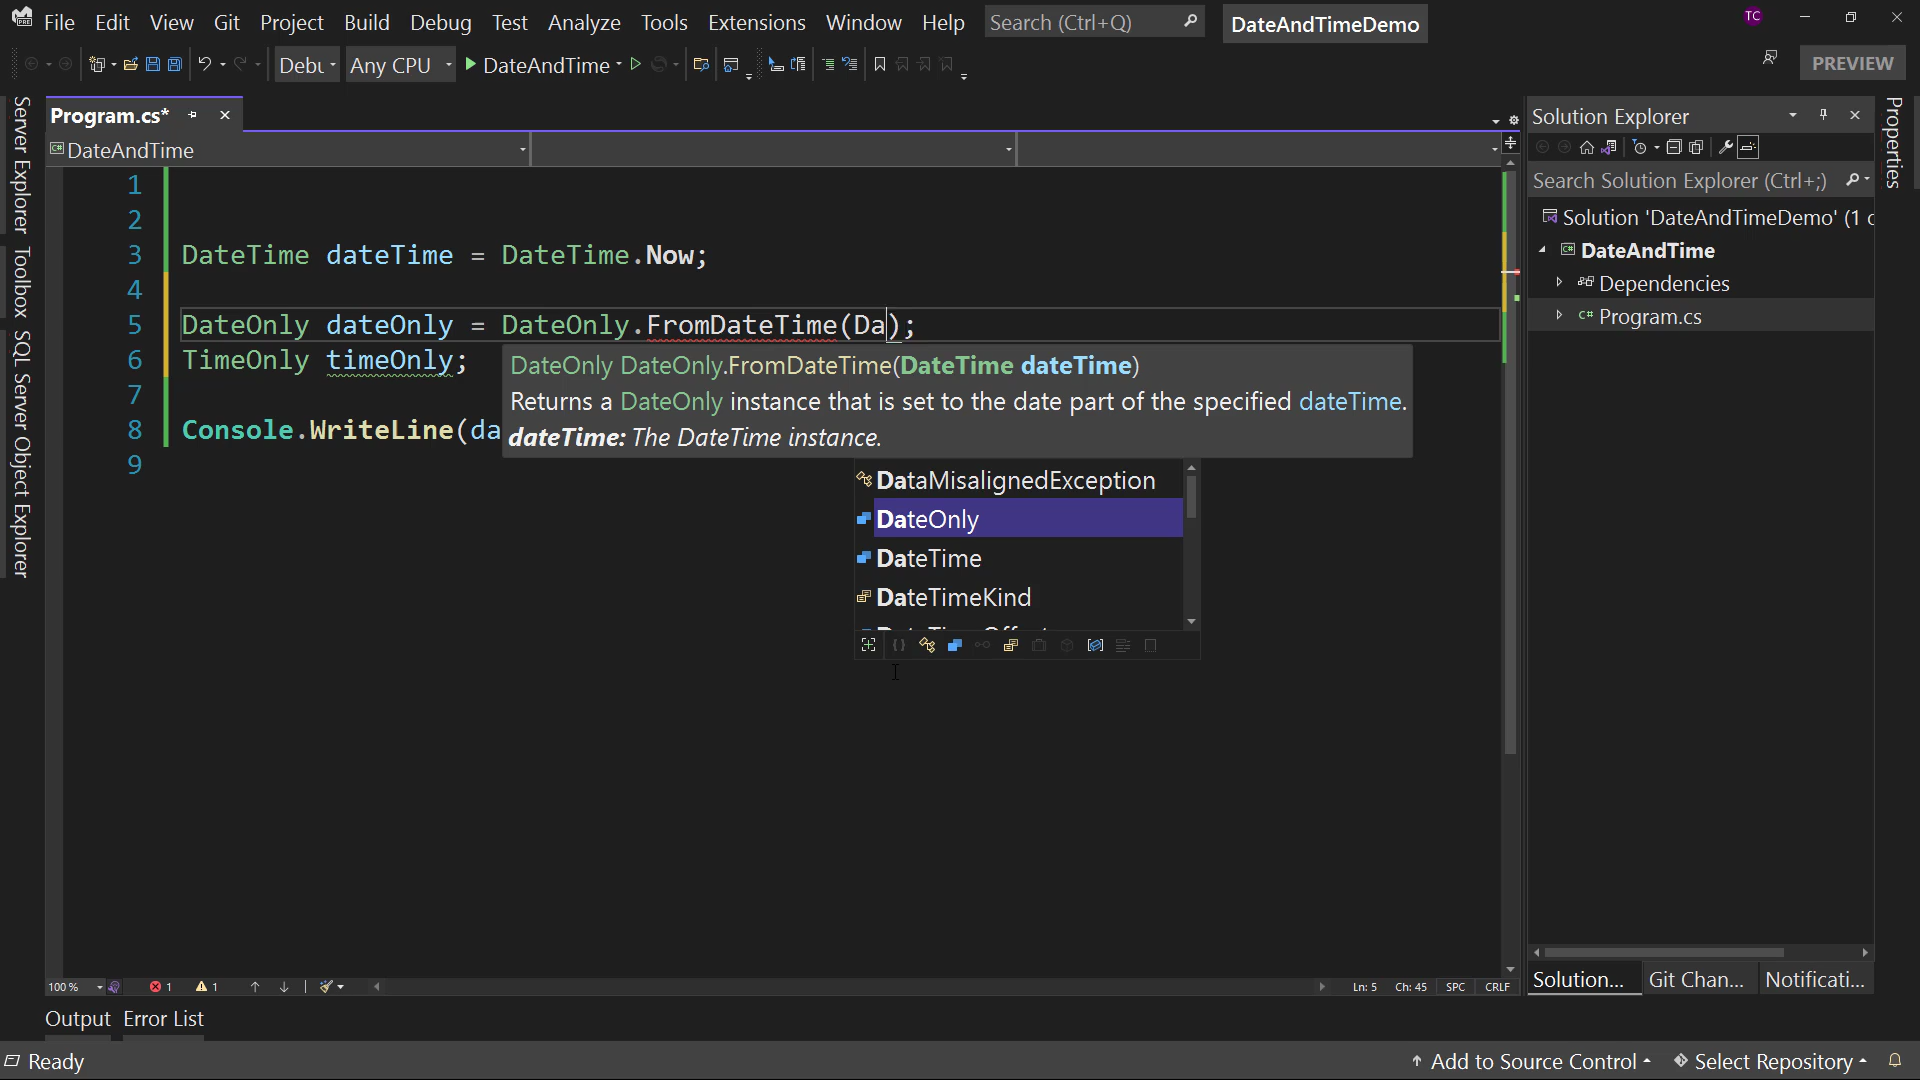 File Edit View Git Project Build Debug Test Analyze Tools Extensions Window Help Search (Ctrl+Q) DateAndTimeDemo TC
Debu Any CPU DateAndTime PREVIEW
Program.cs*
DateAndTime
1
2
3 DateTime dateTime = DateTime.Now;
4
5 DateOnly dateOnly = DateOnly.FromDateTime(Da);
6 TimeOnly timeOnly;
7
8 Console.WriteLine(da
9
DateOnly DateOnly.FromDateTime(DateTime dateTime)
Returns a DateOnly instance that is set to the date part of the specified dateTime.
dateTime: The DateTime instance.
DataMisalignedException
DateOnly
DateTime
DateTimeKind
Server Explorer
Toolbox
SQL Server Object Explorer
Solution Explorer
Search Solution Explorer (Ctrl+;)
Solution 'DateAndTimeDemo' (1 o
DateAndTime
Dependencies
C# Program.cs
Properties
100 % 1 1 Ln: 5 Ch: 45 SPC CRLF
Solution... Git Chan... Notificati...
Output Error List
Ready Add to Source Control Select Repository